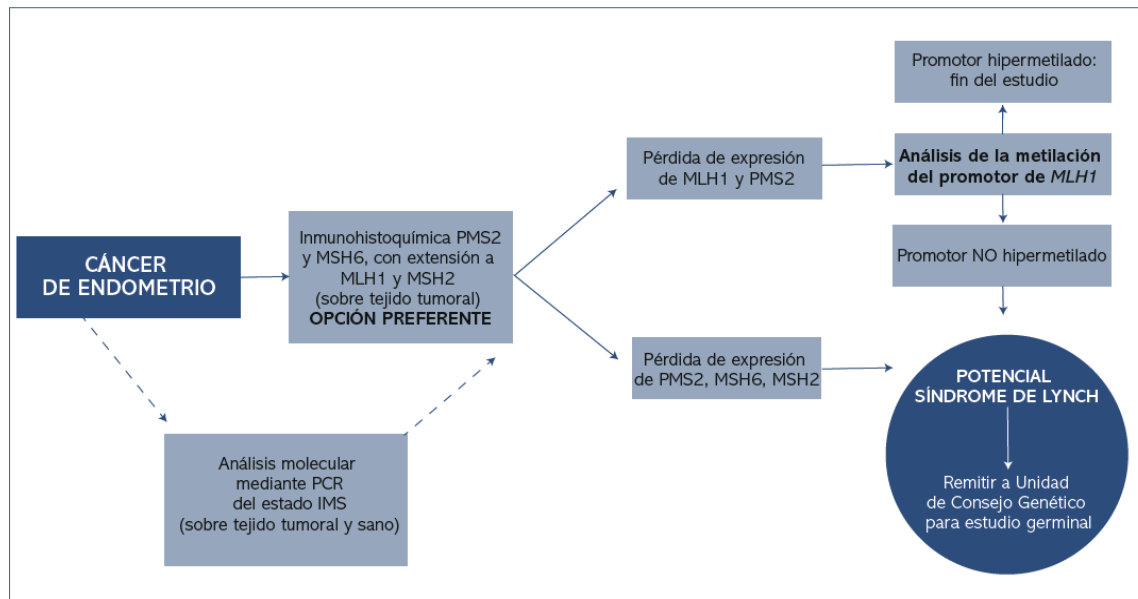 CÁNCER
DE ENDOMETRIO
Inmunohistoquímica PMS2
y MSH6, con extensión a
MLH1 y MSH2
(sobre tejido tumoral)
OPCIÓN PREFERENTE
Análisis molecular
mediante PCR
del estado IMS
(sobre tejido tumoral y sano)
Pérdida de expresión
de MLH1 y PMS2
Pérdida de expresión
de PMS2, MSH6, MSH2
Promotor hipermetilado:
fin del estudio
Análisis de la metilación
del promotor de MLH1
Promotor NO hipermetilado
POTENCIAL
SÍNDROME DE LYNCH
Remitir a Unidad
de Consejo Genético
para estudio germinal